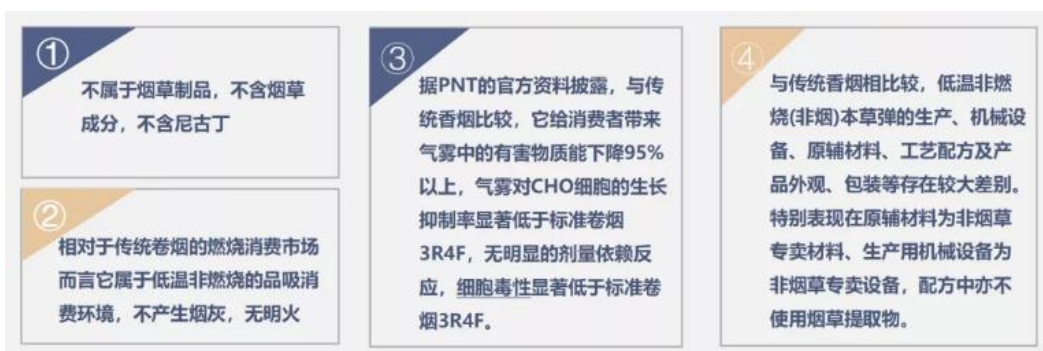 ①
不属于烟草制品，不含烟草
成分，不含尼古丁
②
相对于传统卷烟的燃烧消费市场
而言它属于低温非燃烧的品吸消
费环境，不产生烟灰，无明火
③
据PNT的官方资料披露，与传
统香烟比较，它给消费者带来
气雾中的有害物质能下降95%
以上，气雾对CHO细胞的生长
抑制率显著低于标准卷烟
3R4F，无明显的剂量依赖反
应，细胞毒性显著低于标准卷
烟3R4F。
④
与传统香烟相比较，低温非燃
烧(非烟)本草弹的生产、机械设
备、原辅材料、工艺配方及产
品外观、包装等存在较大差别。
特别表现在原辅材料为非烟草
专卖材料、生产用机械设备为
非烟草专卖设备，配方中亦不
使用烟草提取物。